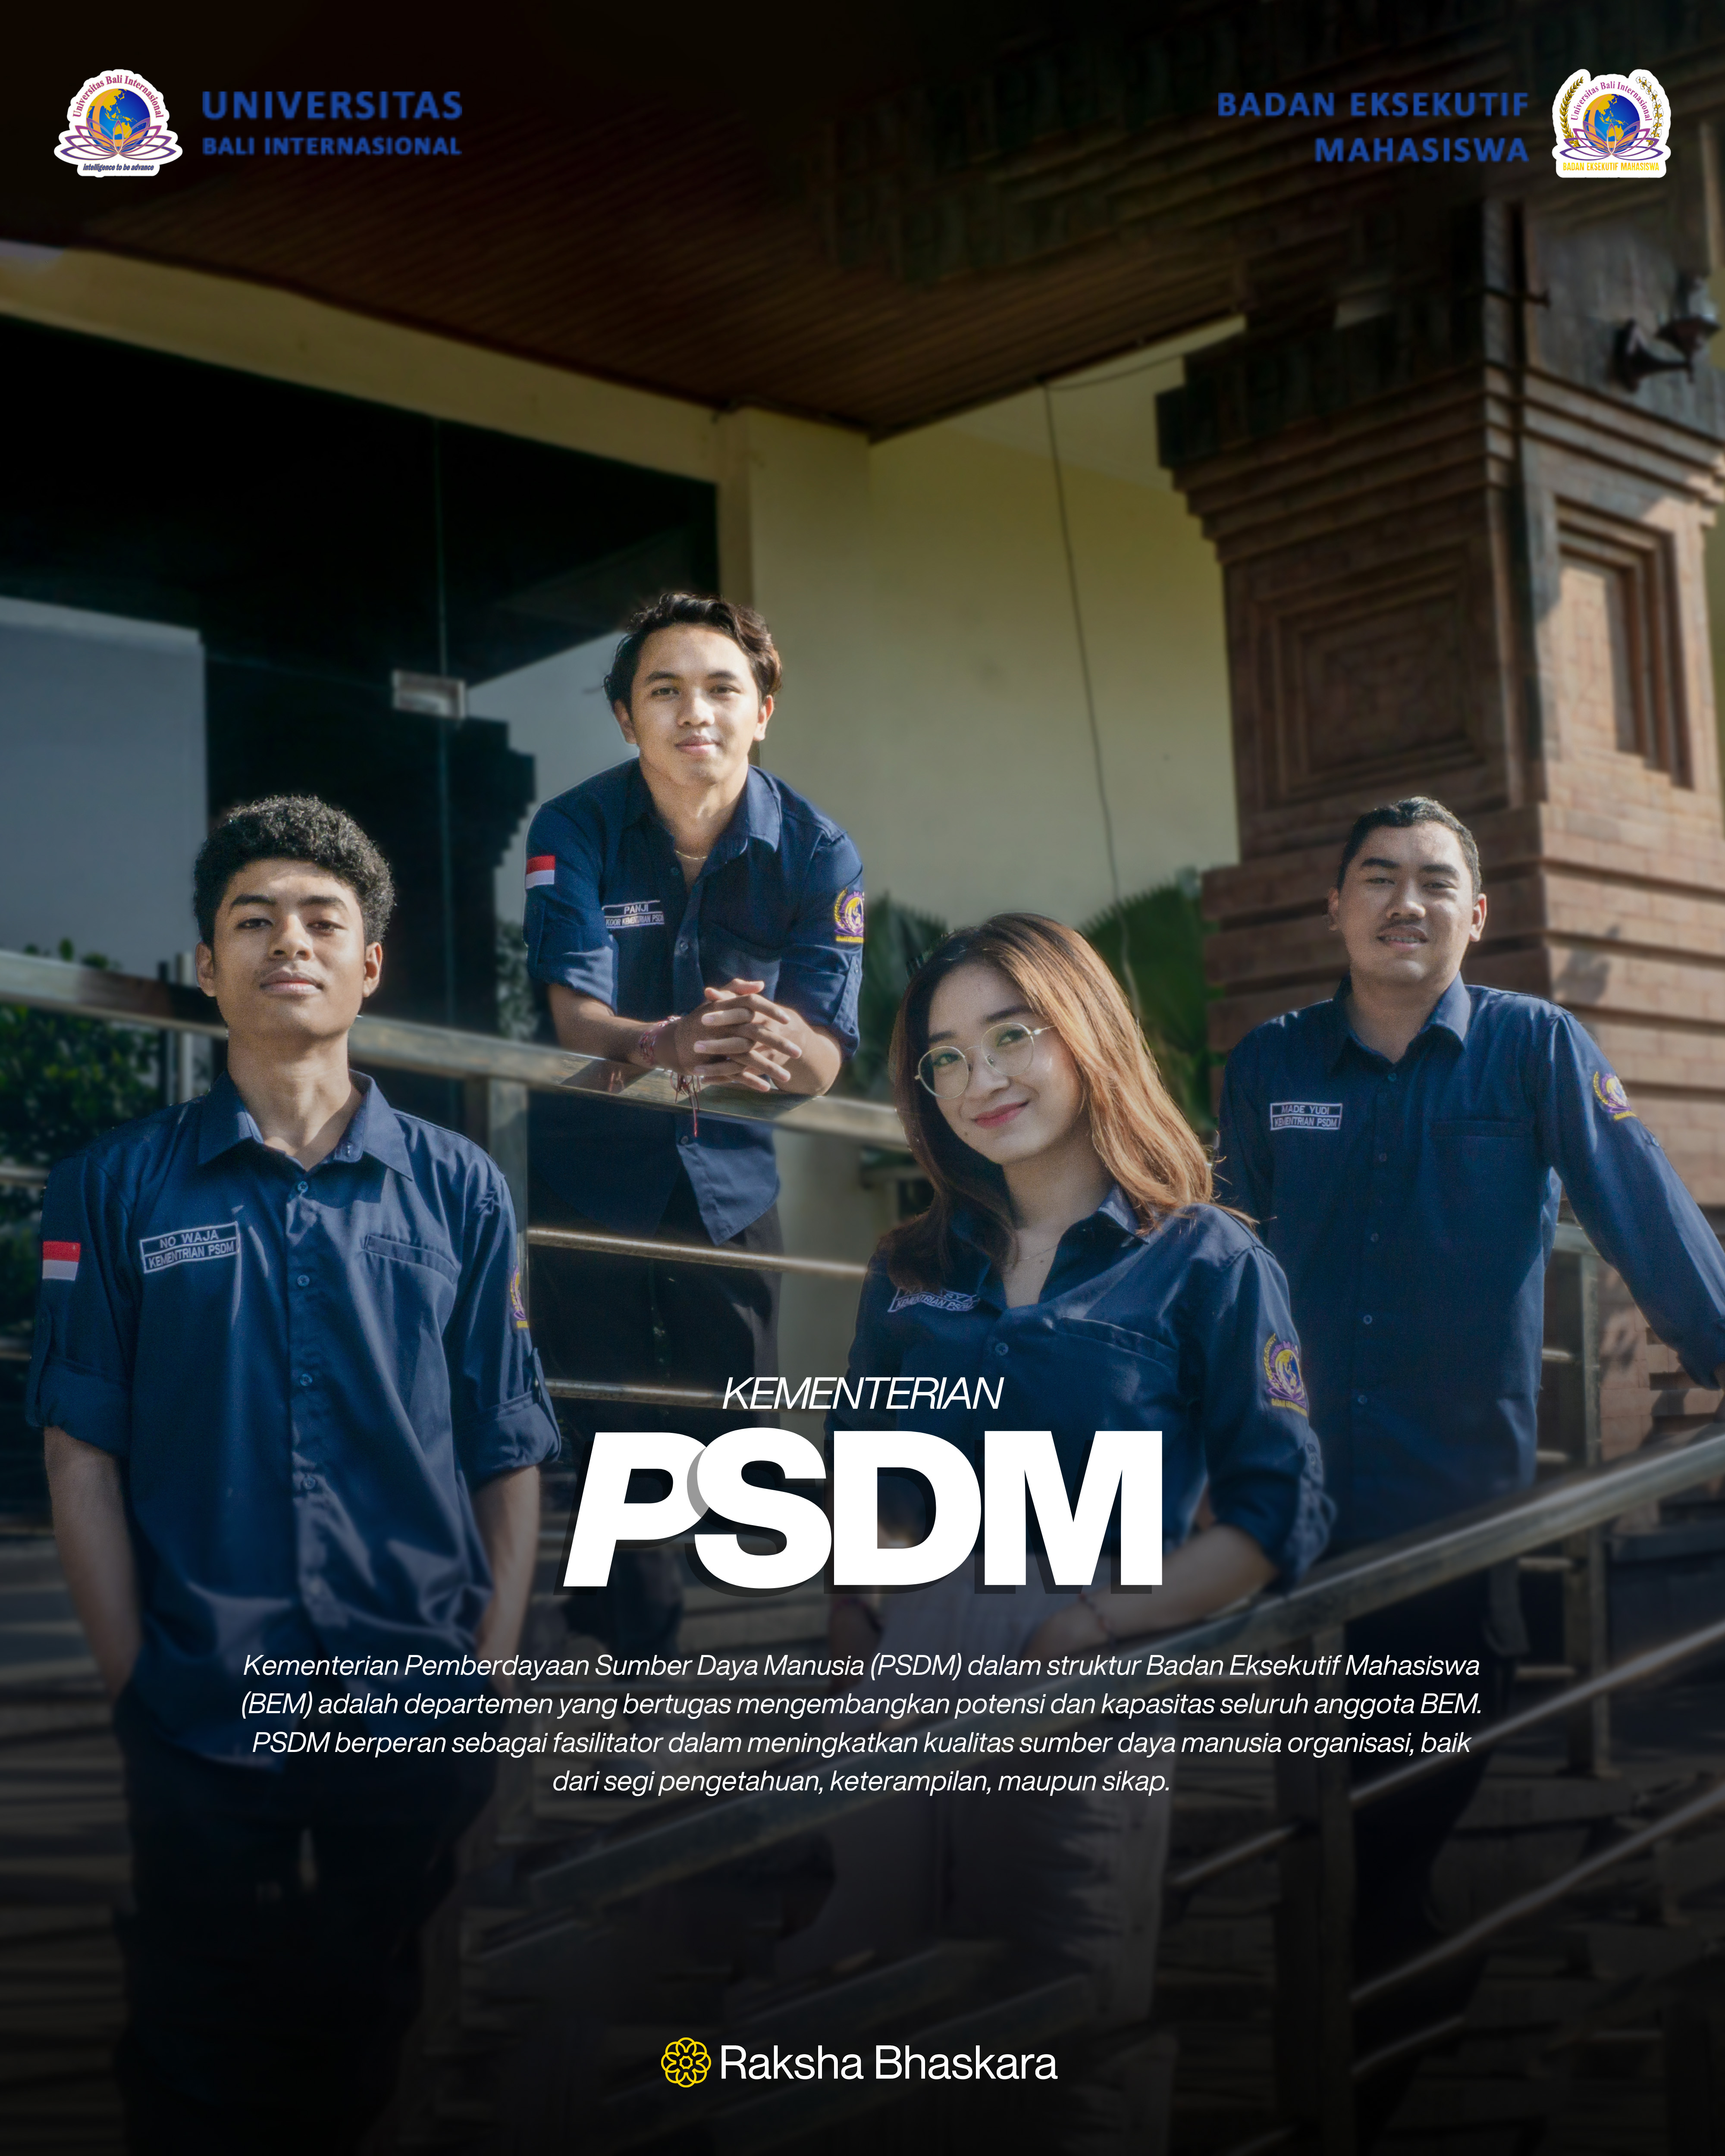 Universitas Bali Internasional
Intelligence to be advance
UNIVERSITAS
BALI INTERNASIONAL
BADAN EKSEKUTIF
MAHASISWA
Universitas Bali Internasional
BADAN EKSEKUTIF MAHASISWA
PANJI
KEMENTRIAN PSDM
MADE YUDI
KEMENTRIAN PSDM
NO WAJA
KEMENTRIAN PSDM
KEMENTRIAN PSDM
KEMENTERIAN
PSDM
Kementerian Pemberdayaan Sumber Daya Manusia (PSDM) dalam struktur Badan Eksekutif Mahasiswa
(BEM) adalah departemen yang bertugas mengembangkan potensi dan kapasitas seluruh anggota BEM.
PSDM berperan sebagai fasilitator dalam meningkatkan kualitas sumber daya manusia organisasi, baik
dari segi pengetahuan, keterampilan, maupun sikap.
Raksha Bhaskara